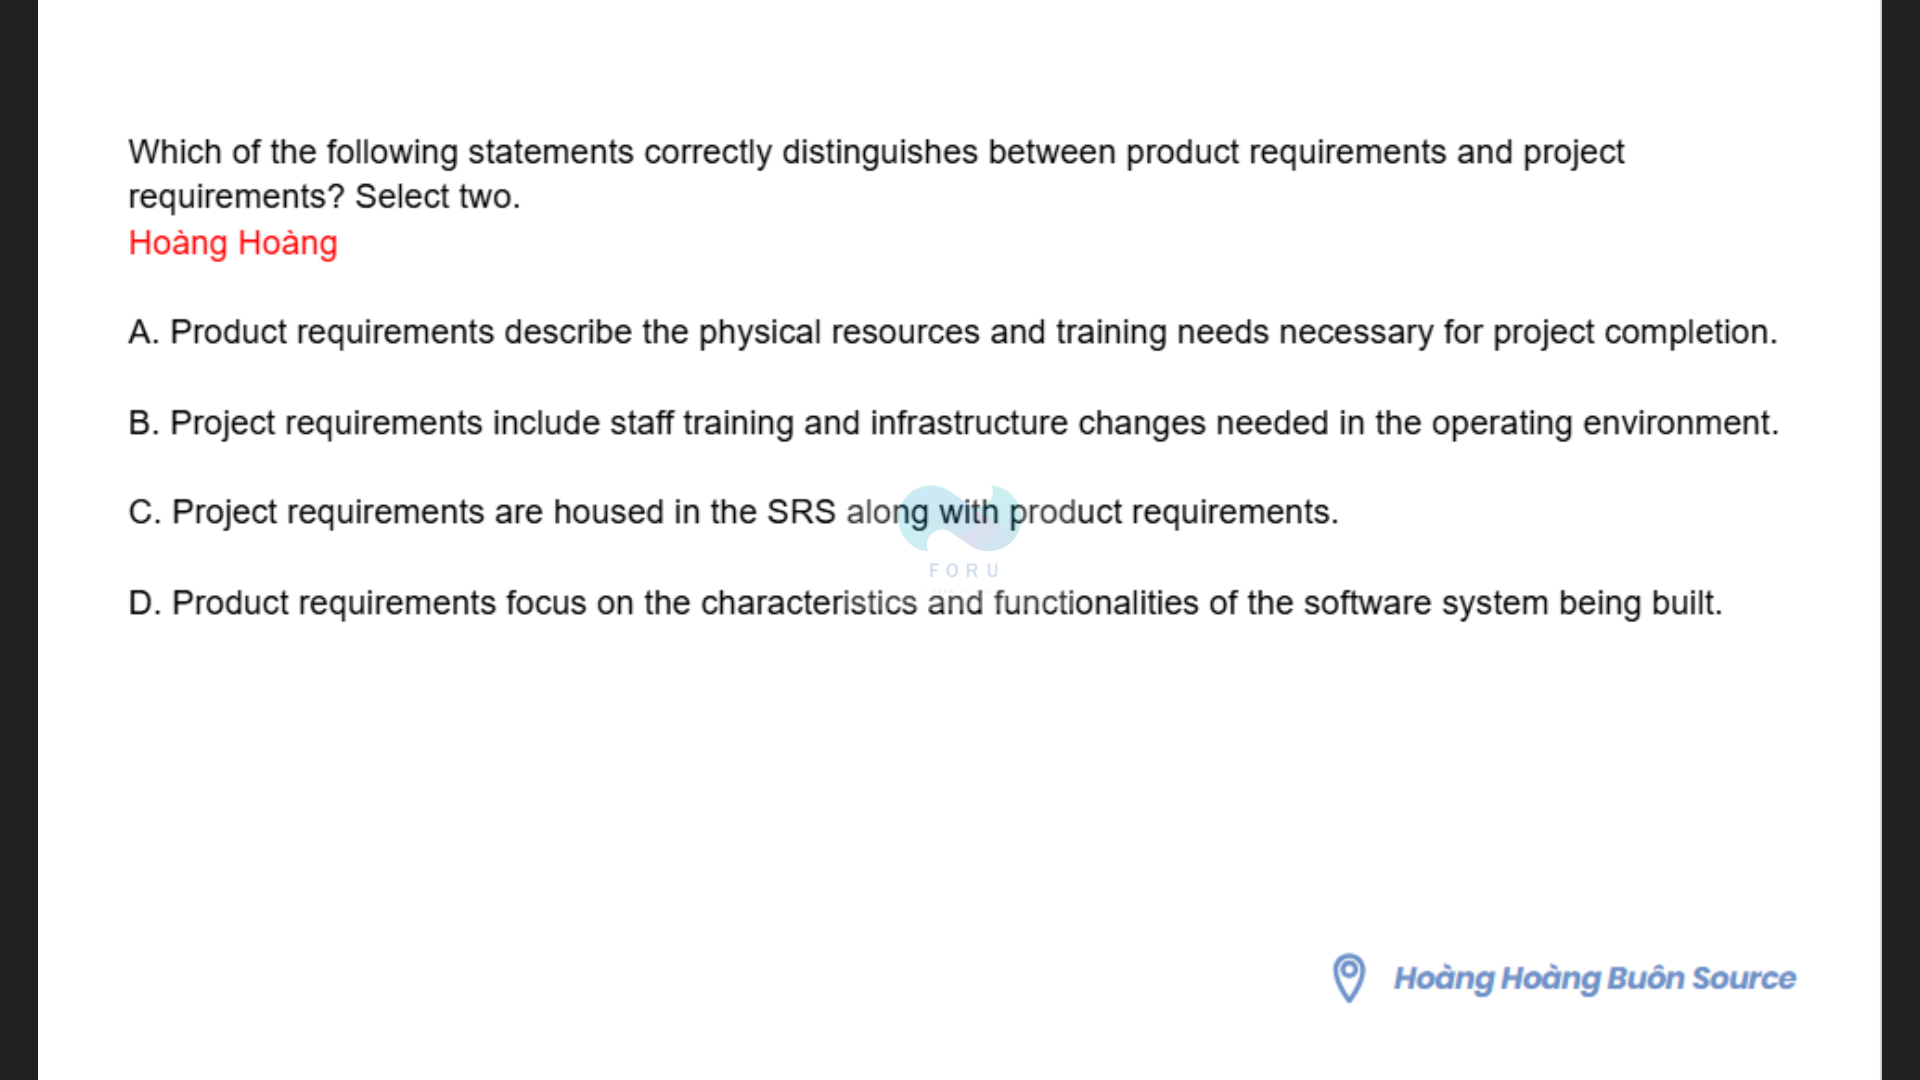 Which of the following statements correctly distinguishes between product requirements and project
requirements? Select two.
Hoàng Hoàng
A. Product requirements describe the physical resources and training needs necessary for project completion.
B. Project requirements include staff training and infrastructure changes needed in the operating environment.
C. Project requirements are housed in the SRS along with product requirements.
FORU
D. Product requirements focus on the characteristics and functionalities of the software system being built.
Hoàng Hoàng Buôn Source